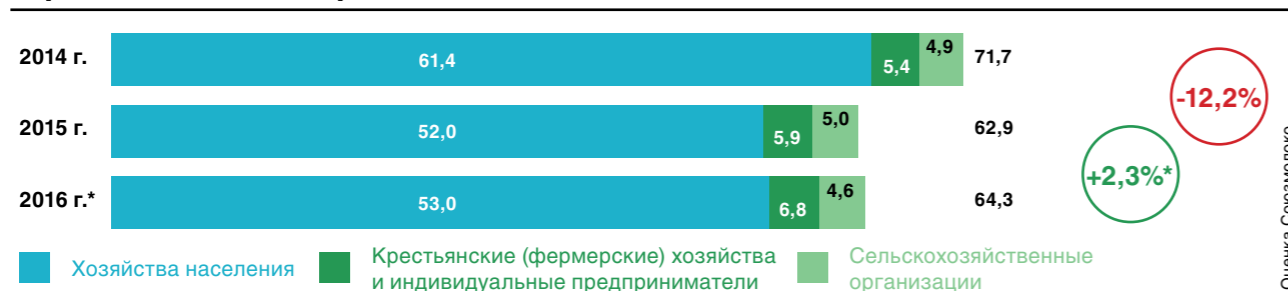 2014 г. 61,4 5,4 4,9 71,7
-12,2%
2015 г. 52,0 5,9 5,0 62,9
+2,3%*
2016 г.* 53,0 6,8 4,6 64,3
Хозяйства населения
Крестьянские (фермерские) хозяйства
и индивидуальные предприниматели
Сельскохозяйственные
организации
Оценка Союзмолоко